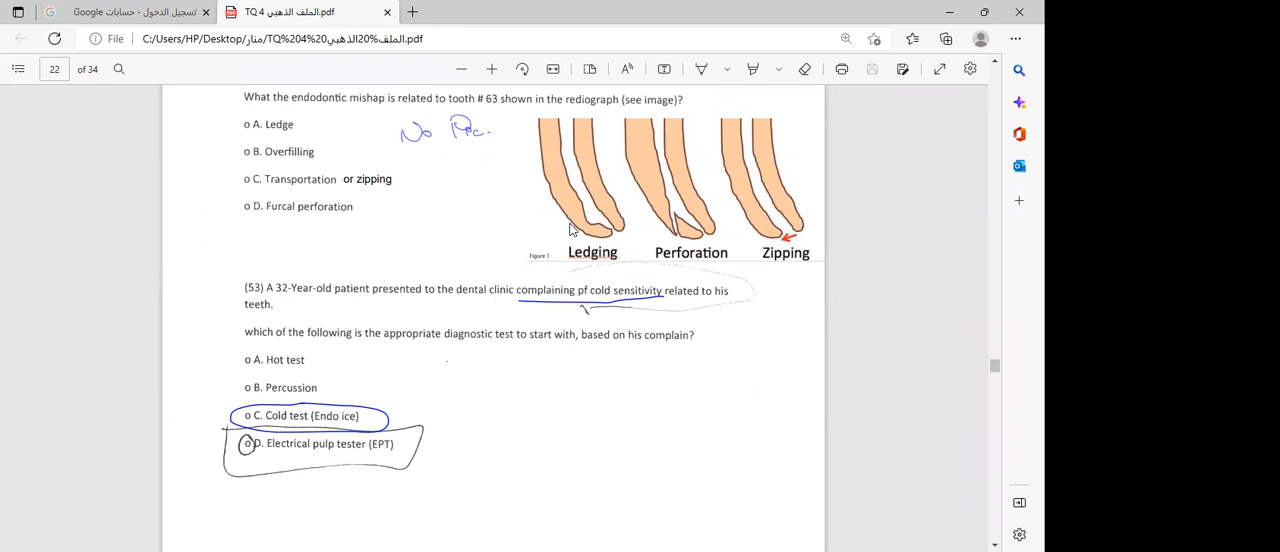 تسجيل الدخول - حسابات Google
TQ 4 الملف الذهبي.pdf
File
C:/Users/HP/Desktop/منار/TQ%204%20الملف%20الذهبي.pdf
22 of 34
What the endodontic mishap is related to tooth # 63 shown in the rediograph (see image)?
o A. Ledge
No Pic.
o B. Overfilling
o C. Transportation or zipping
o D. Furcal perforation
Figure 1
Ledging
Perforation
Zipping
(53) A 32-Year-old patient presented to the dental clinic complaining pf cold sensitivity related to his
teeth.
which of the following is the appropriate diagnostic test to start with, based on his complain?
o A. Hot test
o B. Percussion
o C. Cold test (Endo ice)
o D. Electrical pulp tester (EPT)